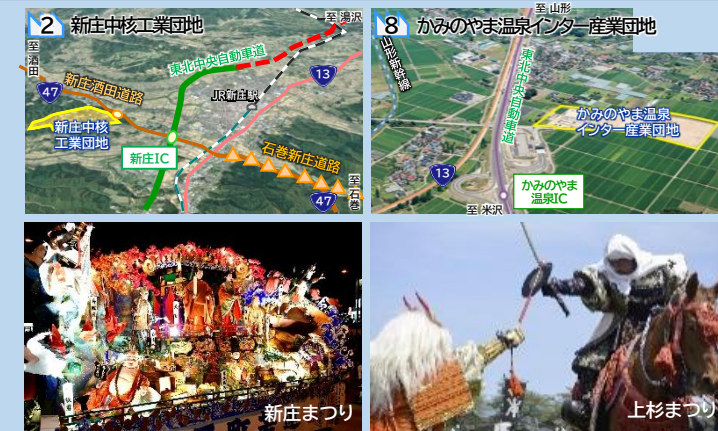 2 新庄中核工業団地
至 湯沢
至 酒田
東北中央自動車道
13
47
新庄酒田道路
JR新庄駅
新庄中核
工業団地
新庄IC
石巻新庄道路
至 石巻
47
8 かみのやま温泉インター産業団地
至 山形
山形新幹線
東北中央自動車道
かみのやま温泉
インター産業団地
13
かみのやま
温泉IC
至 米沢
新庄まつり
上杉まつり